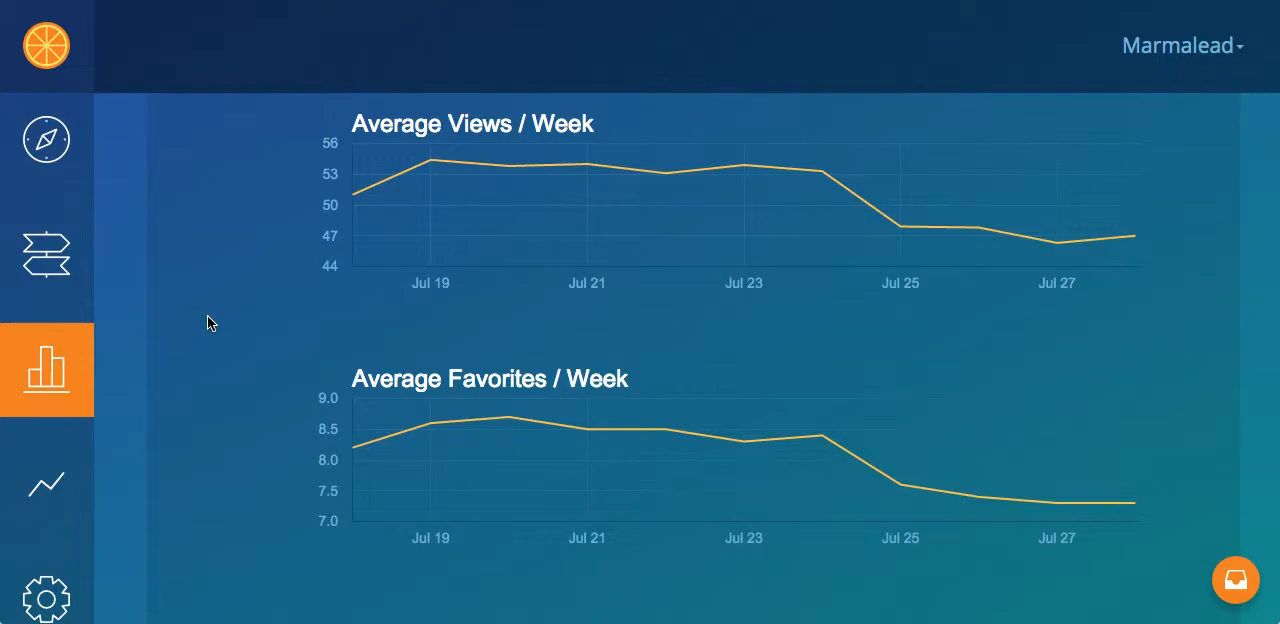 Marmalead
Average Views / Week
56
53
50
47
44
Jul 19 Jul 21 Jul 23 Jul 25 Jul 27
Average Favorites / Week
9.0
8.5
8.0
7.5
7.0
Jul 19 Jul 21 Jul 23 Jul 25 Jul 27